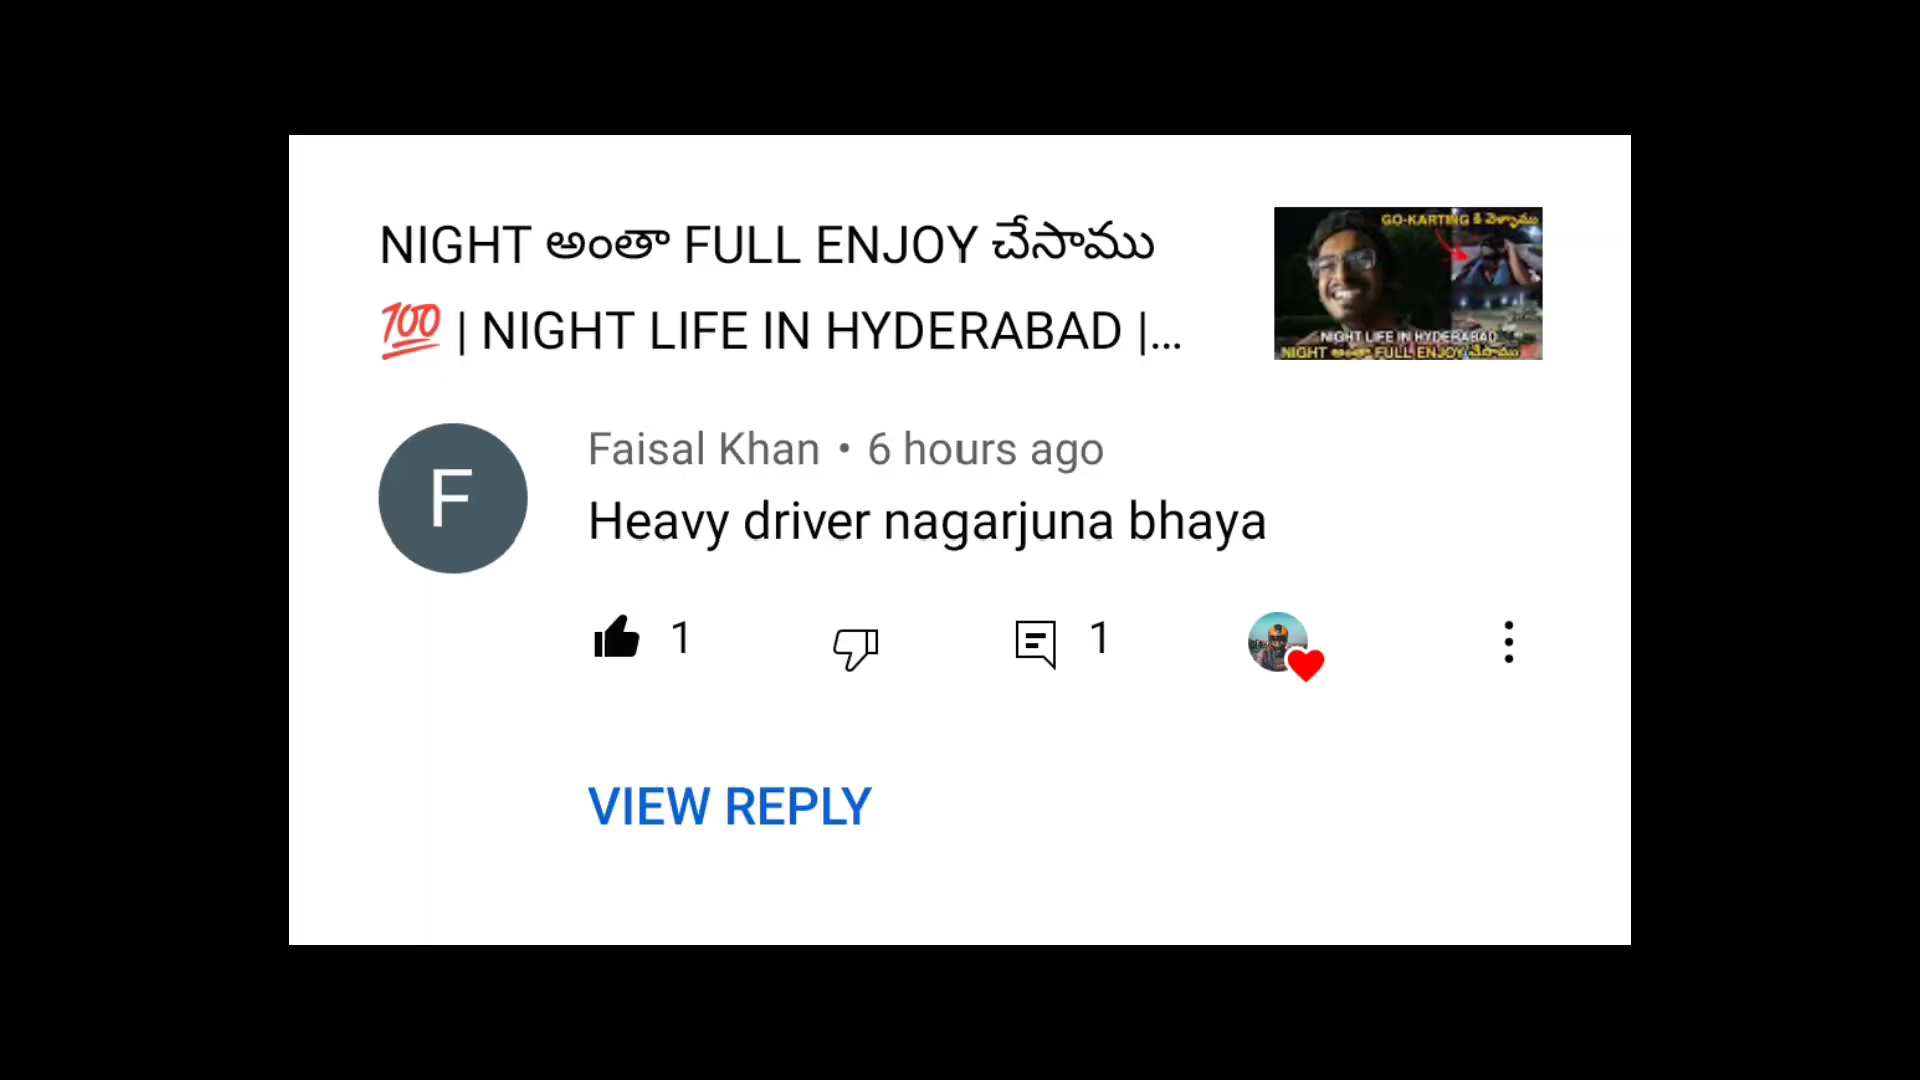 NIGHT అంతా FULL ENJOY చేసాము
💯 | NIGHT LIFE IN HYDERABAD |...
GO-KARTING కి వెళ్ళాము
NIGHT LIFE IN HYDERABAD
NIGHT అంతా FULL ENJOY చేసాము
F
Faisal Khan • 6 hours ago
Heavy driver nagarjuna bhaya
1
1
VIEW REPLY